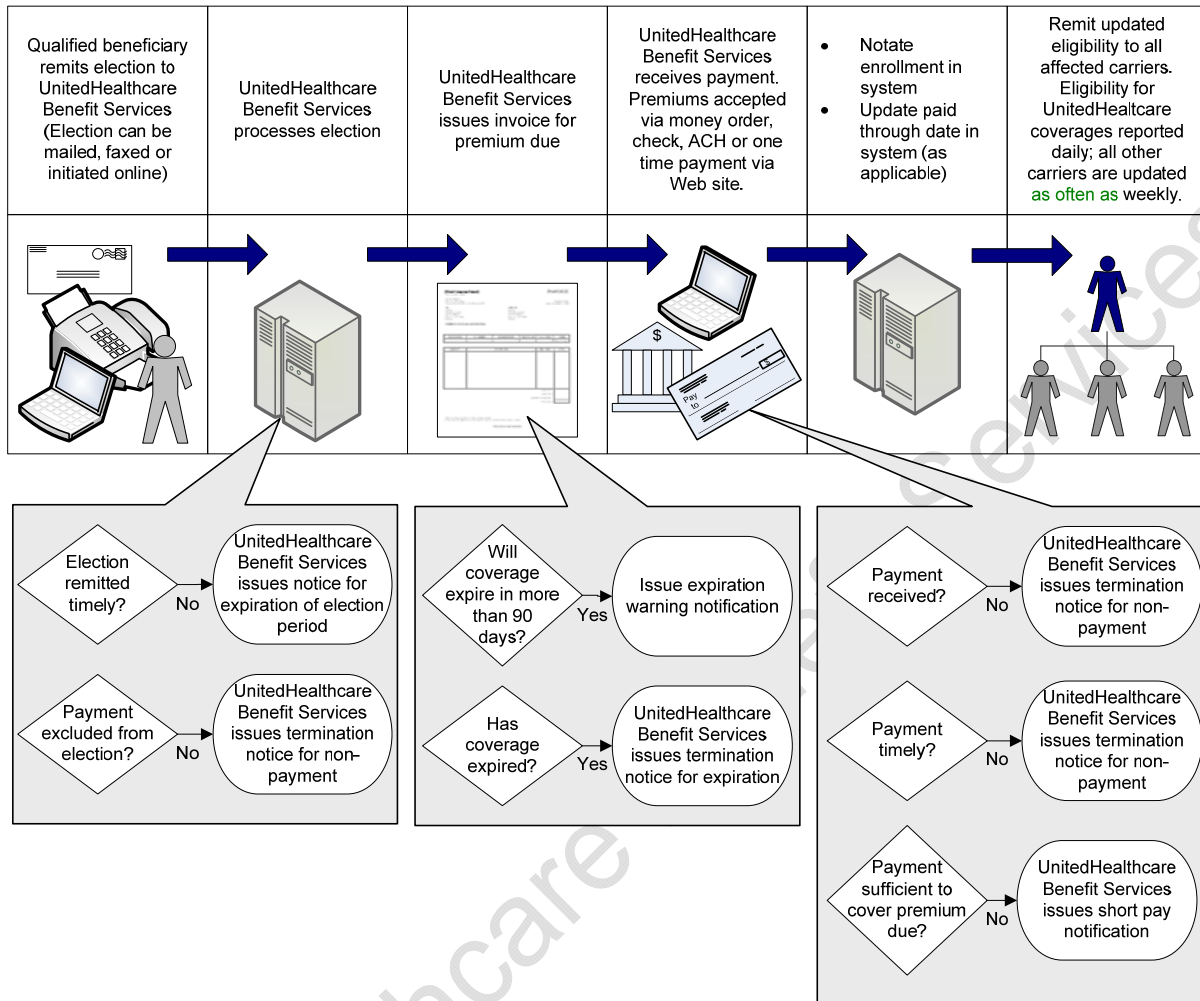 Qualified beneficiary
remits election to
UnitedHealthcare
Benefit Services
(Election can be
mailed, faxed or
initiated online)
UnitedHealthcare
Benefit Services
processes election
UnitedHealthcare
Benefit Services
issues invoice for
premium due
UnitedHealthcare
Benefit Services
receives payment.
Premiums accepted
via money order,
check, ACH or one
time payment via
Web site.
• Notate
enrollment in
system
• Update paid
through date in
system (as
applicable)
Remit updated
eligibility to all
affected carriers.
Eligibility for
UnitedHealtcare
coverages reported
daily; all other
carriers are updated
as often as weekly.
$
Pay
to
$
Election
remitted
timely?
No
UnitedHealthcare
Benefit Services
issues notice for
expiration of election
period
Payment
excluded from
election?
No
UnitedHealthcare
Benefit Services
issues termination
notice for non-
payment
Will
coverage
expire in more
than 90
days?
Yes
Issue expiration
warning notification
Has
coverage
expired?
Yes
UnitedHealthcare
Benefit Services
issues termination
notice for expiration
Payment
received?
No
UnitedHealthcare
Benefit Services
issues termination
notice for non-
payment
Payment
timely?
No
UnitedHealthcare
Benefit Services
issues termination
notice for non-
payment
Payment
sufficient to
cover premium
due?
No
UnitedHealthcare
Benefit Services
issues short pay
notification
hcare
Services